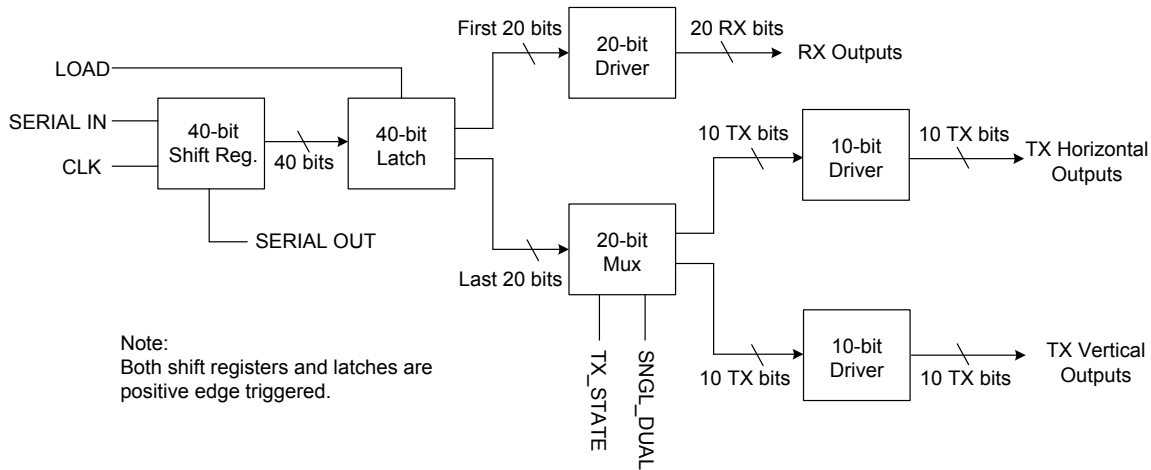 First 20 bits
20-bit
Driver
20 RX bits
RX Outputs
LOAD
SERIAL IN
CLK
40-bit
Shift Reg.
40 bits
40-bit
Latch
SERIAL OUT
10 TX bits
10-bit
Driver
10 TX bits
TX Horizontal
Outputs
Last 20 bits
20-bit
Mux
TX_STATE
SNGL_DUAL
10 TX bits
10-bit
Driver
10 TX bits
TX Vertical
Outputs
Note:
Both shift registers and latches are
positive edge triggered.